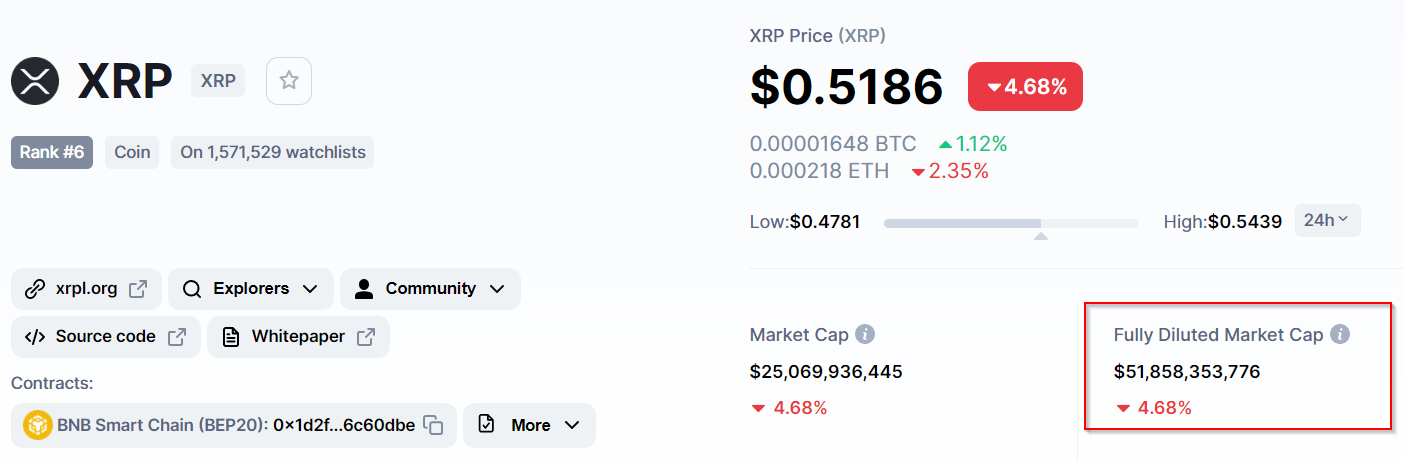 XRP
XRP
Rank #6
Coin
On 1,571,529 watchlists
xrpl.org
Explorers
Community
Source code
Whitepaper
Contracts:
BNB Smart Chain (BEP20): 0x1d2f...6c60dbe
More
XRP Price (XRP)
$0.5186
4.68%
0.00001648 BTC 1.12%
0.000218 ETH 2.35%
Low:$0.4781
High:$0.5439
24h
Market Cap
$25,069,936,445
4.68%
Fully Diluted Market Cap
$51,858,353,776
4.68%